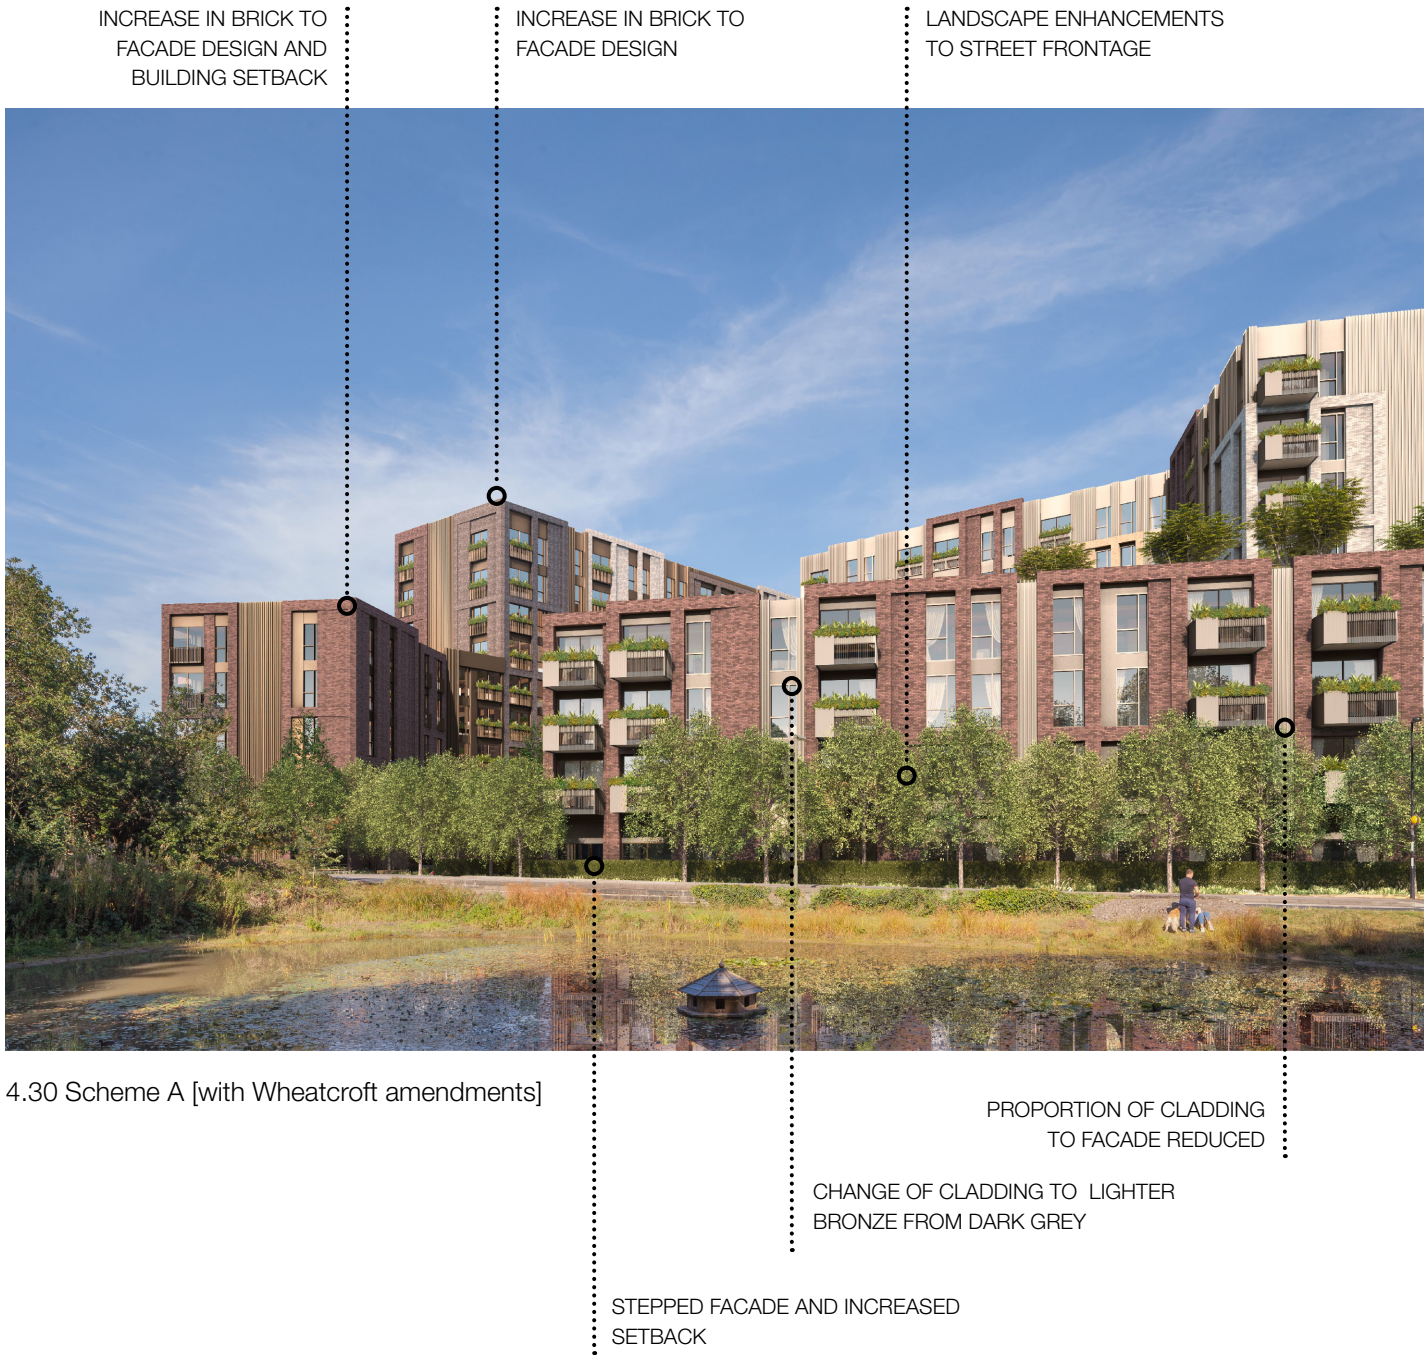 INCREASE IN BRICK TO
FACADE DESIGN AND
BUILDING SETBACK
INCREASE IN BRICK TO
FACADE DESIGN
LANDSCAPE ENHANCEMENTS
TO STREET FRONTAGE
4.30 Scheme A [with Wheatcroft amendments]
PROPORTION OF CLADDING
TO FACADE REDUCED
CHANGE OF CLADDING TO LIGHTER
BRONZE FROM DARK GREY
STEPPED FACADE AND INCREASED
SETBACK